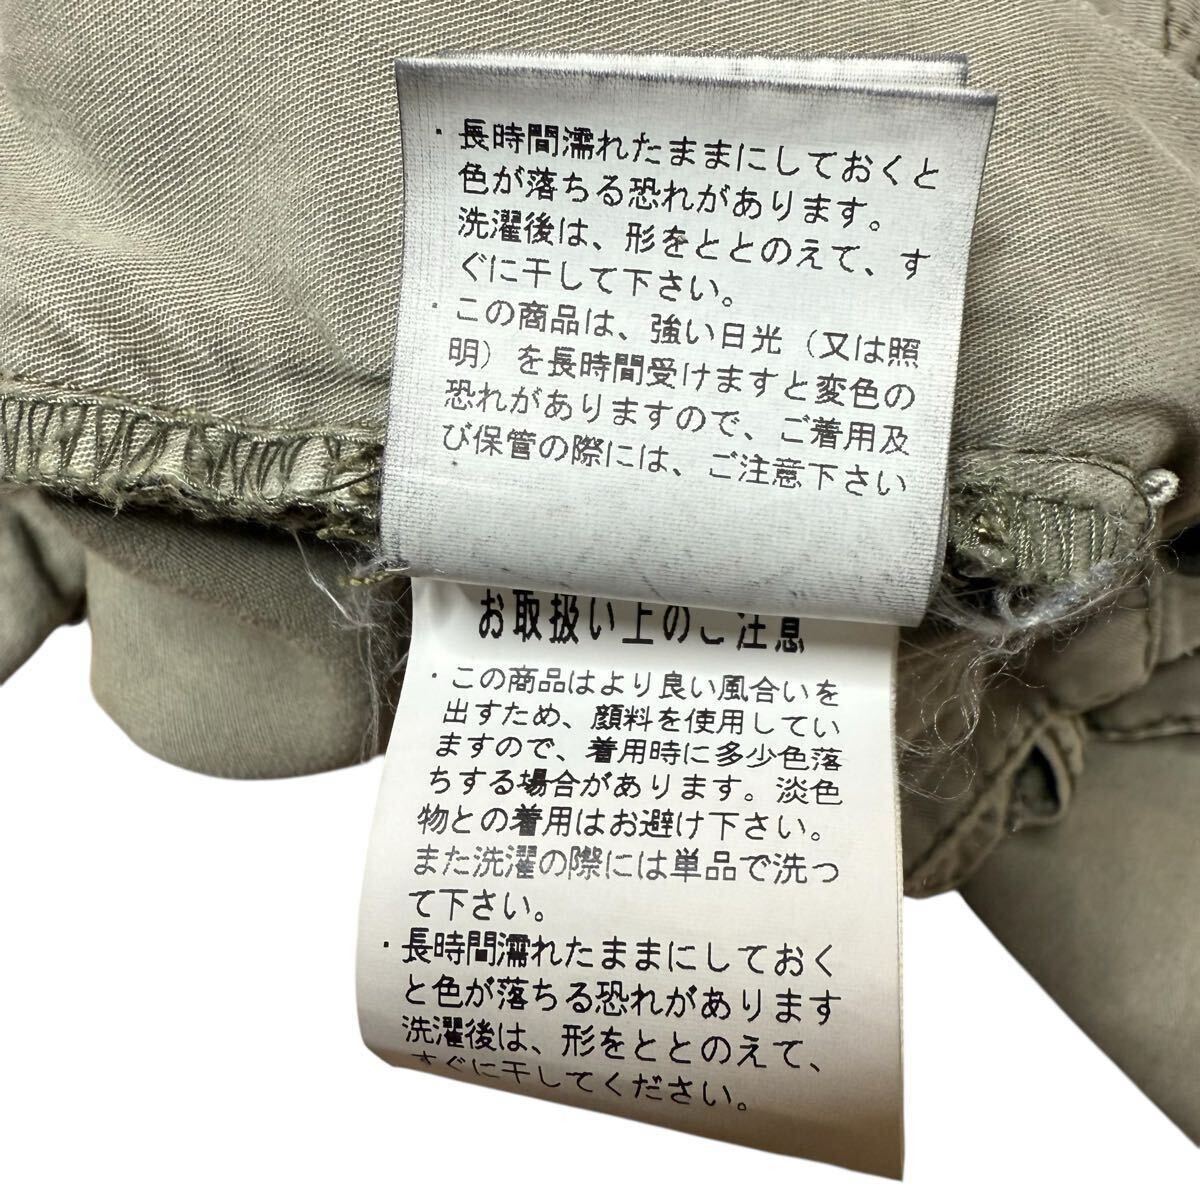 ・長時間濡れたままにしておくと
色が落ちる恐れがあります。
洗濯後は、形をととのえて、す
ぐに干して下さい。
・この商品は、強い日光（又は照
明）を長時間受けますと変色の
恐れがありますので、ご着用及
び保管の際には、ご注意下さい
お取扱い上のご注意
・この商品はより良い風合いを
出すため、顔料を使用してい
ますので、着用時に多少色落
ちする場合があります。淡色
物との着用はお避け下さい。
また洗濯の際には単品で洗っ
て下さい。
・長時間濡れたままにしておく
と色が落ちる恐れがあります
洗濯後は、形をととのえて、
すぐに干してください。